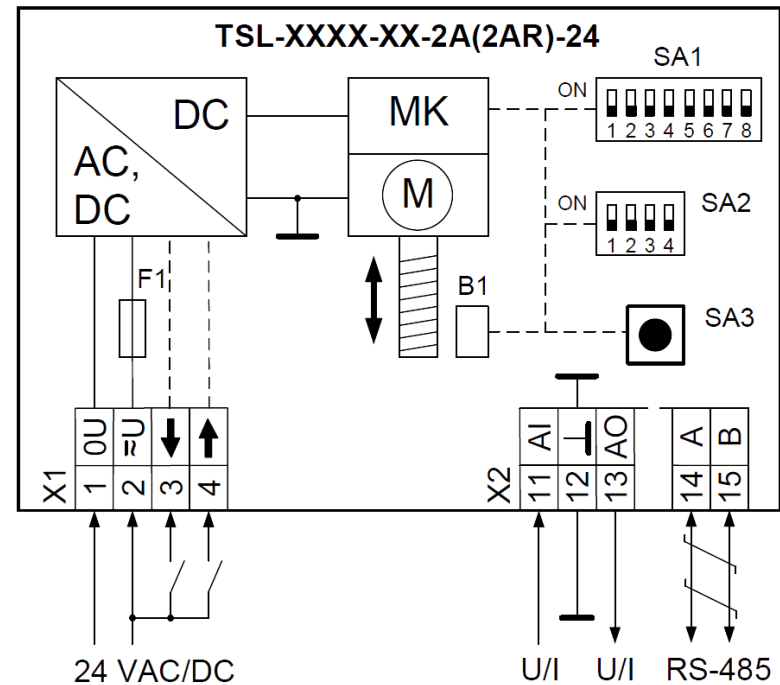 TSL-XXXX-XX-2A(2AR)-24
SA1
DC
AC,
DC
MK
M
ON
1 2 3 4 5 6 7 8
ON
SA2
1 2 3 4
F1
B1
SA3
X1
0U
≂U
1
2
3
4
X2
AI
AO
A
B
11
12
13
14
15
24 VAC/DC
U/I
U/I
RS-485